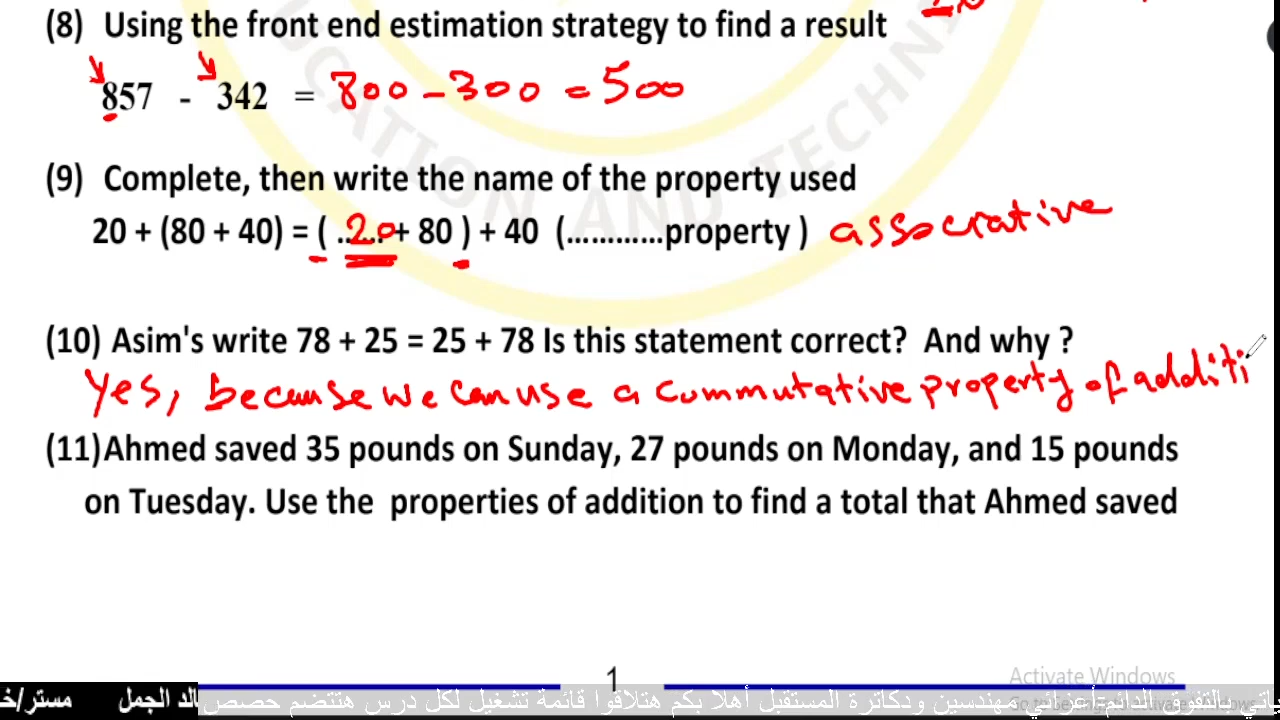 (8) Using the front end estimation strategy to find a result
857 - 342 = 800 - 300 = 500
(9) Complete, then write the name of the property used
20 + (80 + 40) = ( ..20.. + 80 ) + 40 (............property ) associative
(10) Asim's write 78 + 25 = 25 + 78 Is this statement correct? And why ?
Yes, because we can use a commutative property of additi
(11) Ahmed saved 35 pounds on Sunday, 27 pounds on Monday, and 15 pounds
on Tuesday. Use the properties of addition to find a total that Ahmed saved
1
Activate Windows
مهندسين ودكاترة المستقبل أهلا بكم هتلاقوا قائمة تشغيل لكل درس هتتضم حصص
الد الجمل مستر/خ